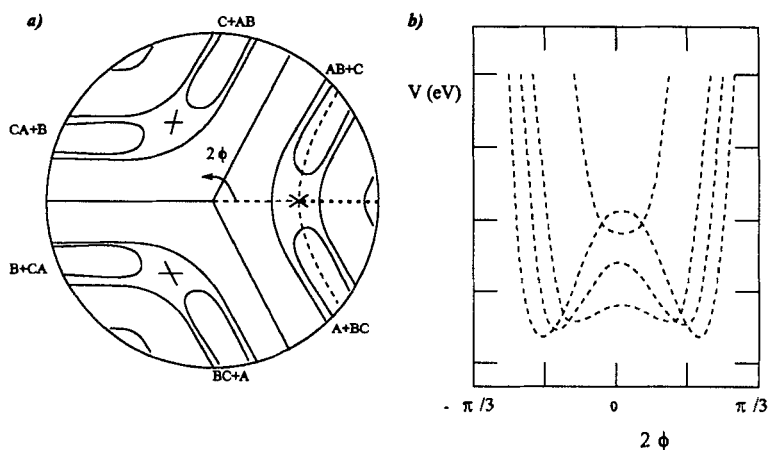 a)
C+AB
AB+C
CA+B
2 ϕ
B+CA
A+BC
BC+A
b)
V (eV)
- π /3
0
π /3
2 ϕ